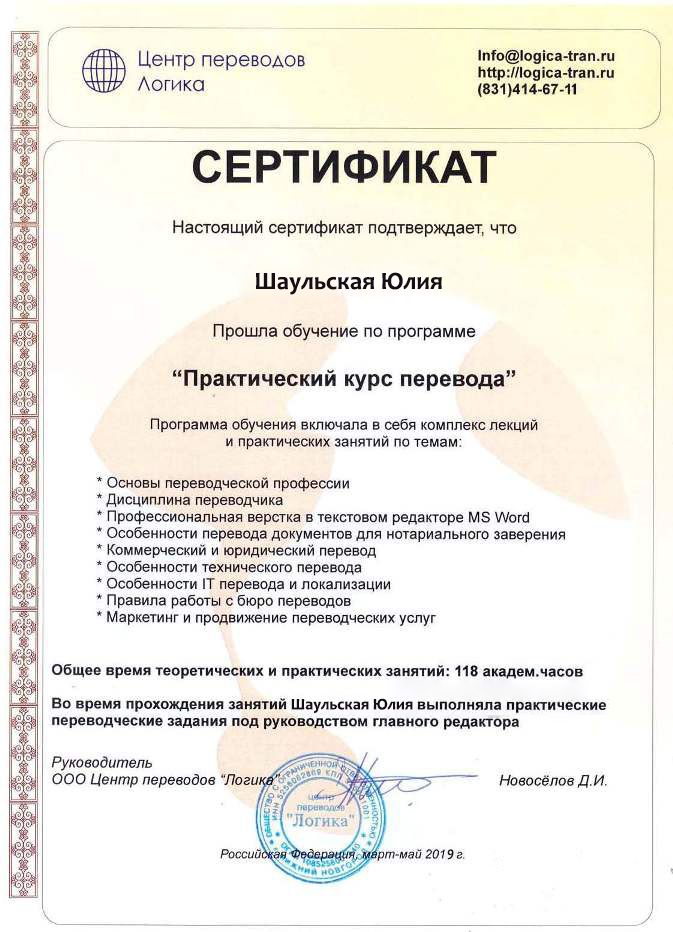 Центр переводов
Логика
Info@logica-tran.ru
http://logica-tran.ru
(831)414-67-11
СЕРТИФИКАТ
Настоящий сертификат подтверждает, что
Шаульская Юлия
Прошла обучение по программе
“Практический курс перевода”
Программа обучения включала в себя комплекс лекций
и практических занятий по темам:
* Основы переводческой профессии
* Дисциплина переводчика
* Профессиональная верстка в текстовом редакторе MS Word
* Особенности перевода документов для нотариального заверения
* Коммерческий и юридический перевод
* Особенности технического перевода
* Особенности IT перевода и локализации
* Правила работы с бюро переводов
* Маркетинг и продвижение переводческих услуг
Общее время теоретических и практических занятий: 118 академ.часов
Во время прохождения занятий Шаульская Юлия выполняла практические
переводческие задания под руководством главного редактора
Руководитель
ООО Центр переводов “Логика”
Новосёлов Д.И.
ОБЩЕСТВО С ОГРАНИЧЕННОЙ ОТВЕТСТВЕННОСТЬЮ
ИНН 5258082809 КПП
центр
переводов
"Логика"
НИЖНИЙ НОВГОРОД
Российская Федерация, март-май 2019 г.